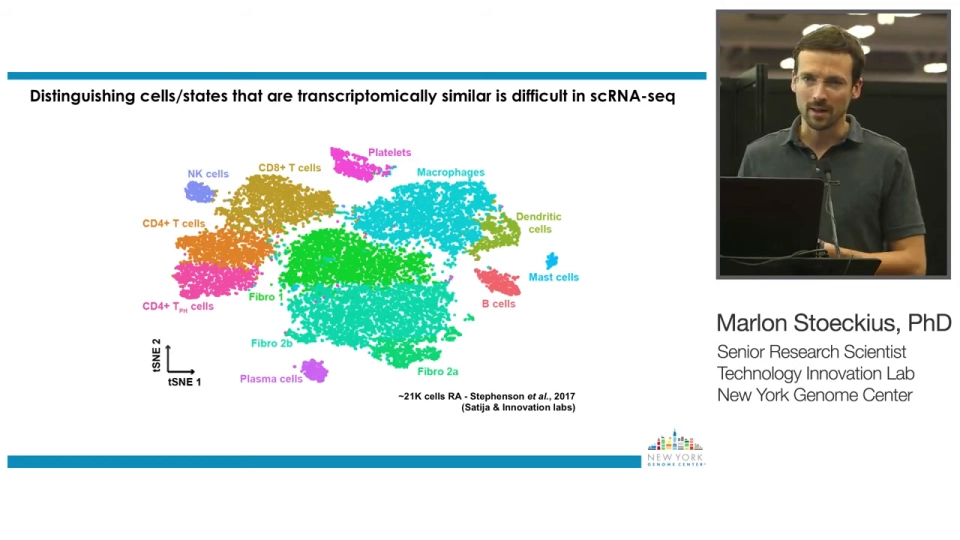 Distinguishing cells/states that are transcriptomically similar is difficult in scRNA-seq
Platelets
NK cells
CD8+ T cells
Macrophages
CD4+ T cells
Dendritic
cells
Mast cells
CD4+ TPH cells
Fibro 1
B cells
Fibro 2b
Fibro 2a
Plasma cells
tSNE 2
tSNE 1
~21K cells RA - Stephenson et al., 2017
(Satija & Innovation labs)
NEW YORK
GENOME CENTER
Marlon Stoeckius, PhD
Senior Research Scientist
Technology Innovation Lab
New York Genome Center